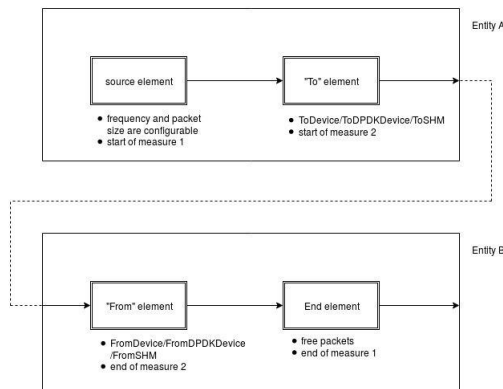 Entity A
source element
"To" element
● frequency and packet
size are configurable
● start of measure 1
● ToDevice/ToDPDKDevice/ToSHM
● start of measure 2
Entity B
"From" element
End element
● FromDevice/FromDPDKDevice
/FromSHM
● end of measure 2
● free packets
● end of measure 1